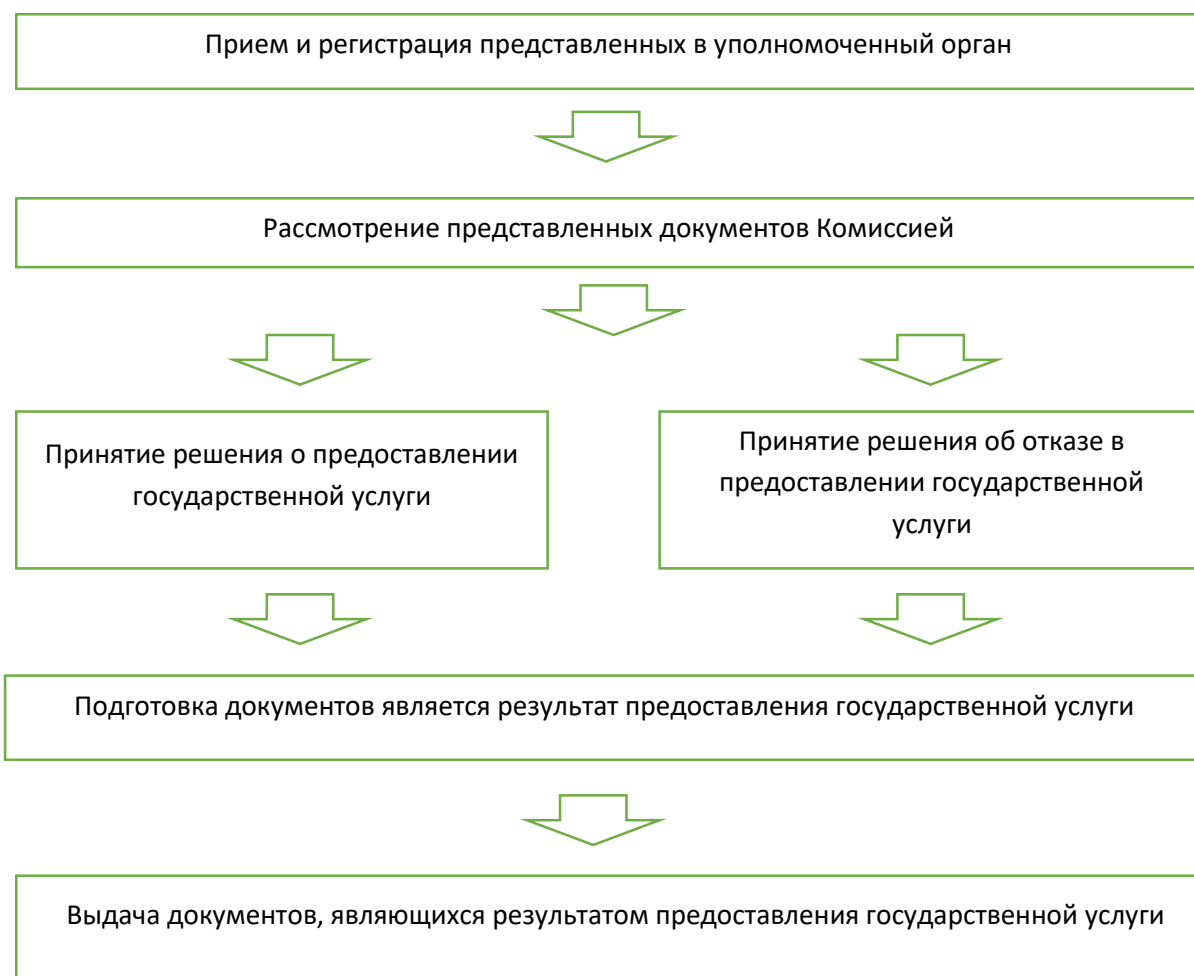 Прием и регистрация представленных в уполномоченный орган
Рассмотрение представленных документов Комиссией
Принятие решения о предоставлении
государственной услуги
Принятие решения об отказе в
предоставлении государственной
услуги
Подготовка документов является результат предоставления государственной услуги
Выдача документов, являющихся результатом предоставления государственной услуги